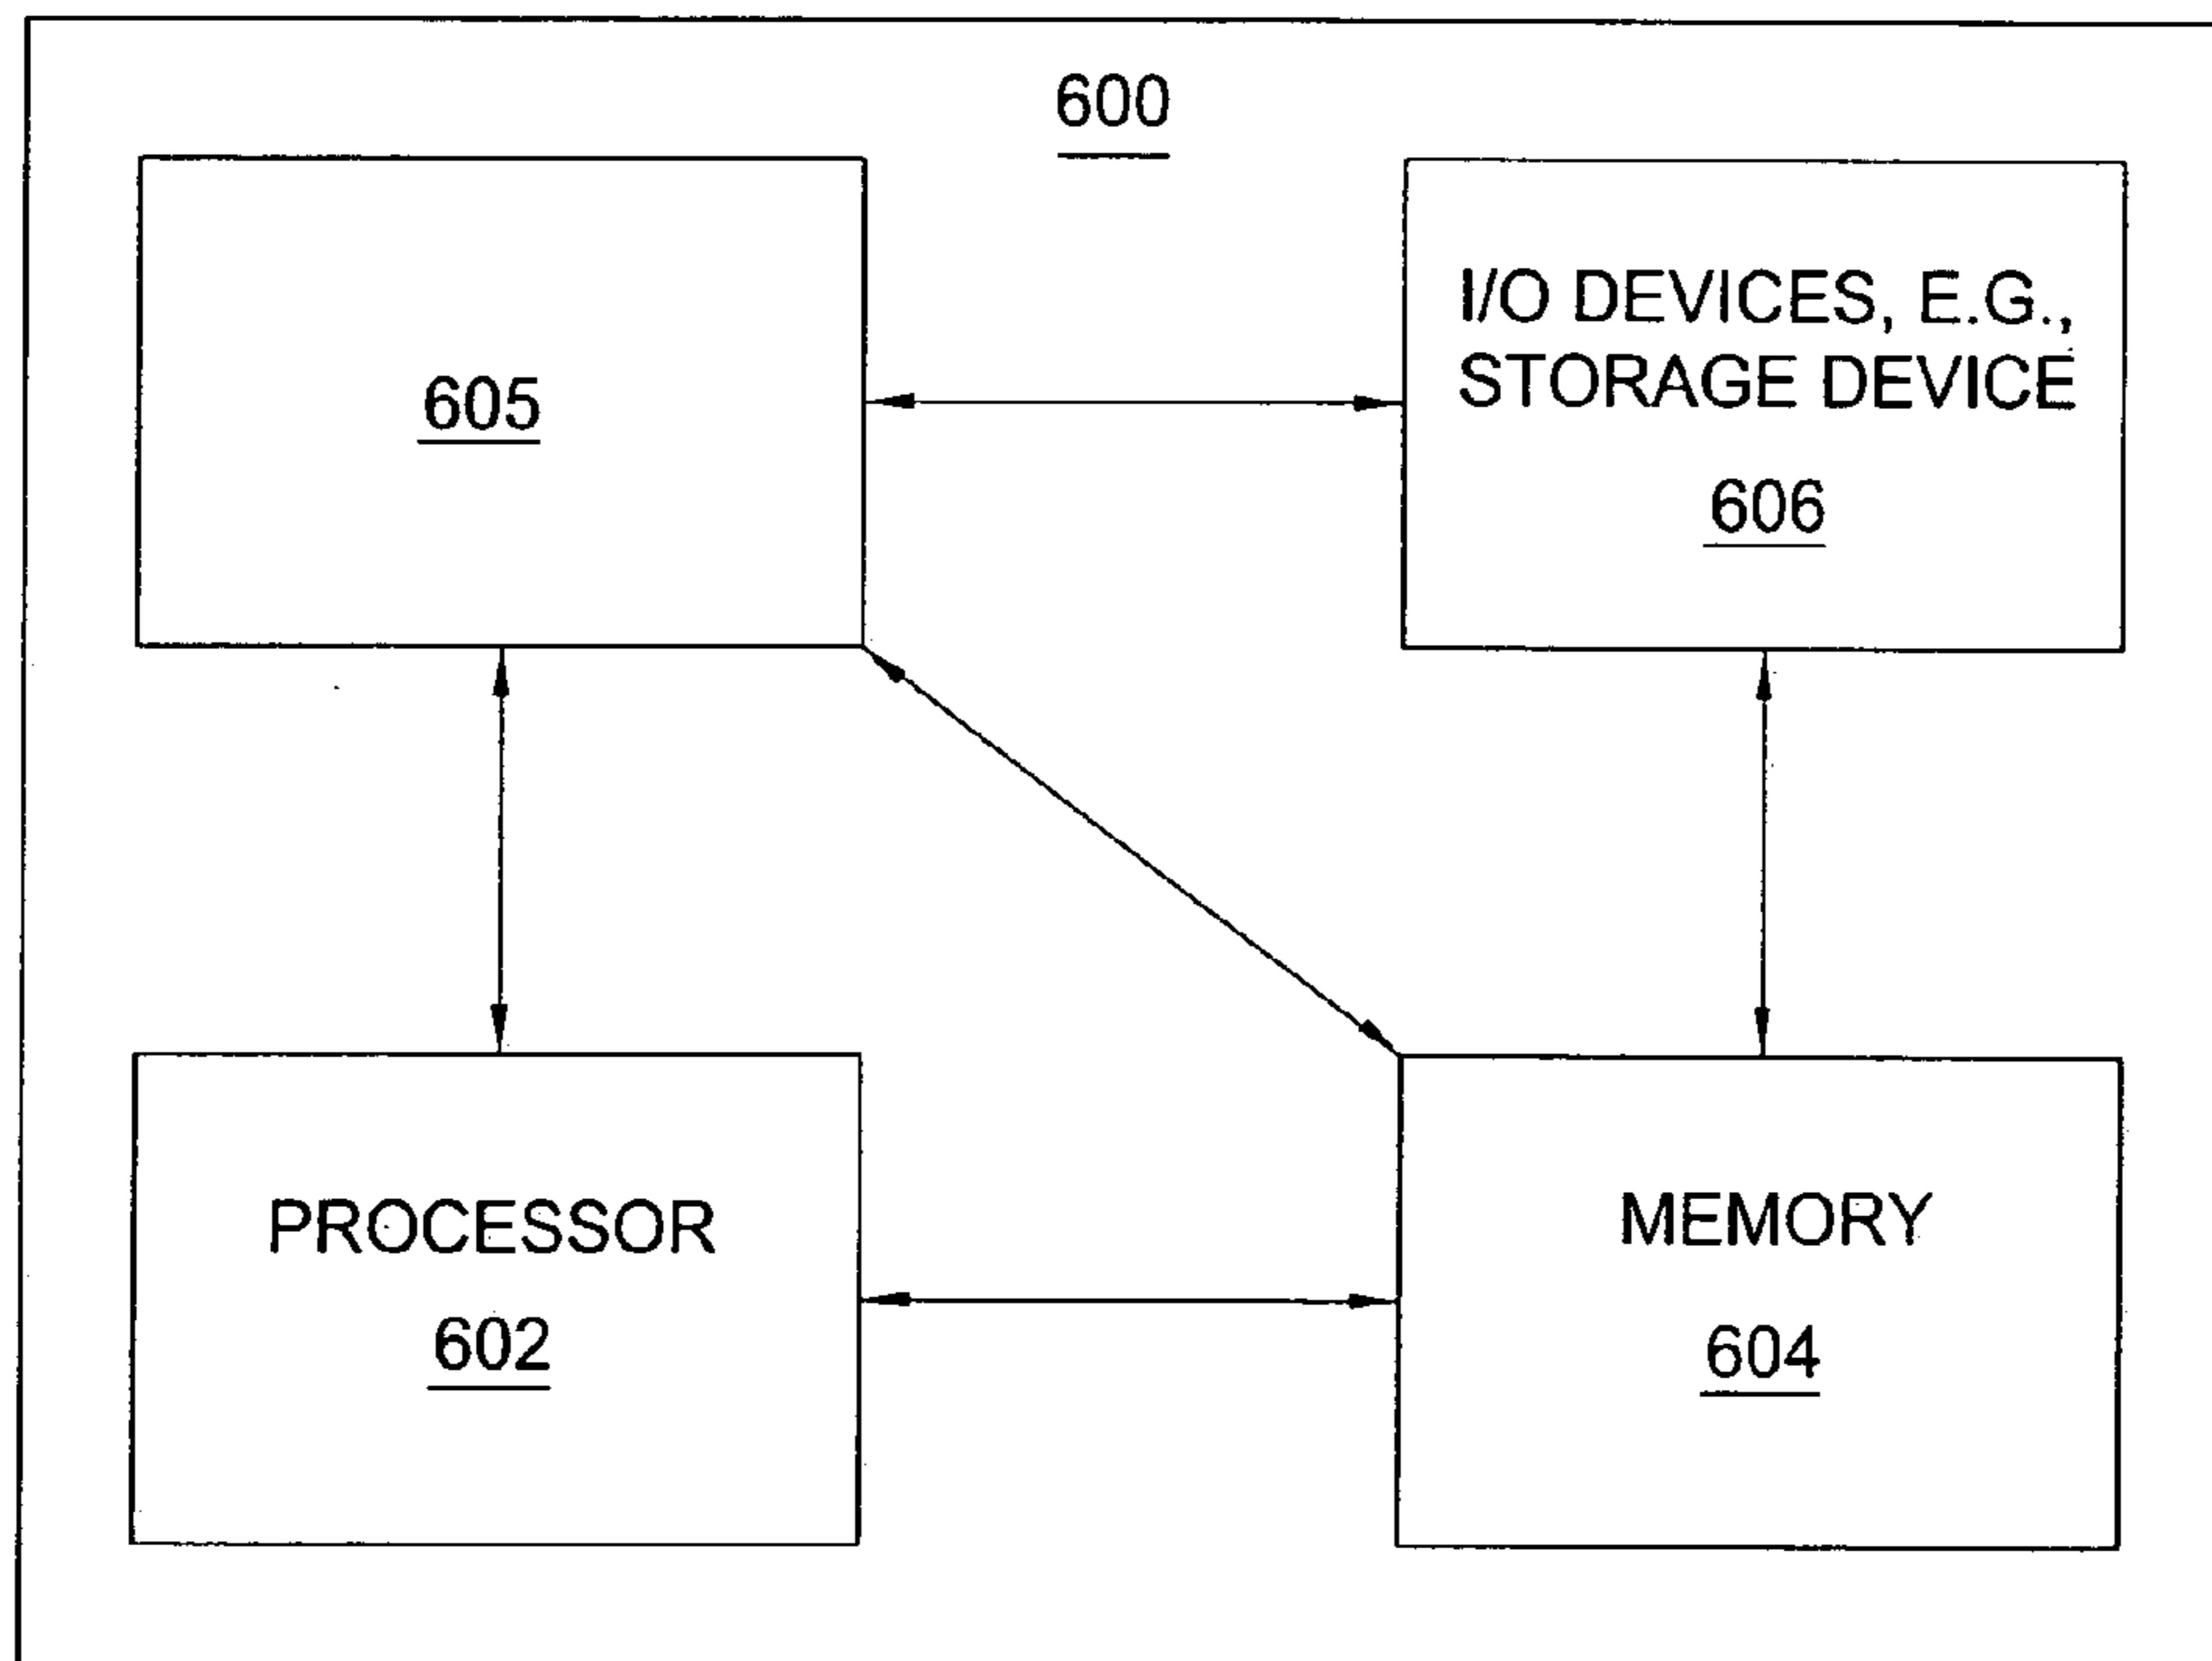 600
605
I/O DEVICES, E.G.,
STORAGE DEVICE
606
PROCESSOR
602
MEMORY
604